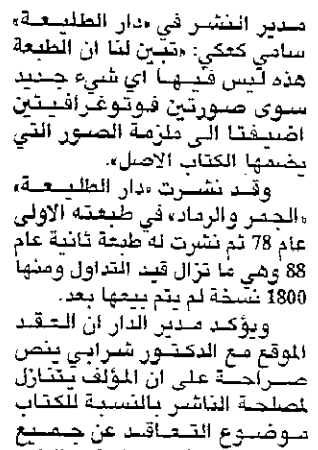 مدير النشر في «دار الطليعة»
سامي كعكي: «تبين لنا ان الطبعة
هذه ليس فيها اي شيء جديد
سوى صورتين فوتوغرافيتين
اضيفتا الى ملزمة الصور التي
يضمها الكتاب الاصل».
وقد نشرت «دار الطليعة»
«الجمر والرماد» في طبعته الاولى
عام 78 ثم نشرت له طبعة ثانية عام
88 وهي ما تزال قيد التداول ومنها
1800 نسخة لم يتم بيعها بعد.
ويؤكد مدير الدار ان العقد
الموقع مع الدكتور شرابي ينص
صراحة على ان المؤلف يتنازل
لمصلحة الناشر بالنسبة للكتاب
موضوع التعاقد عن جميع